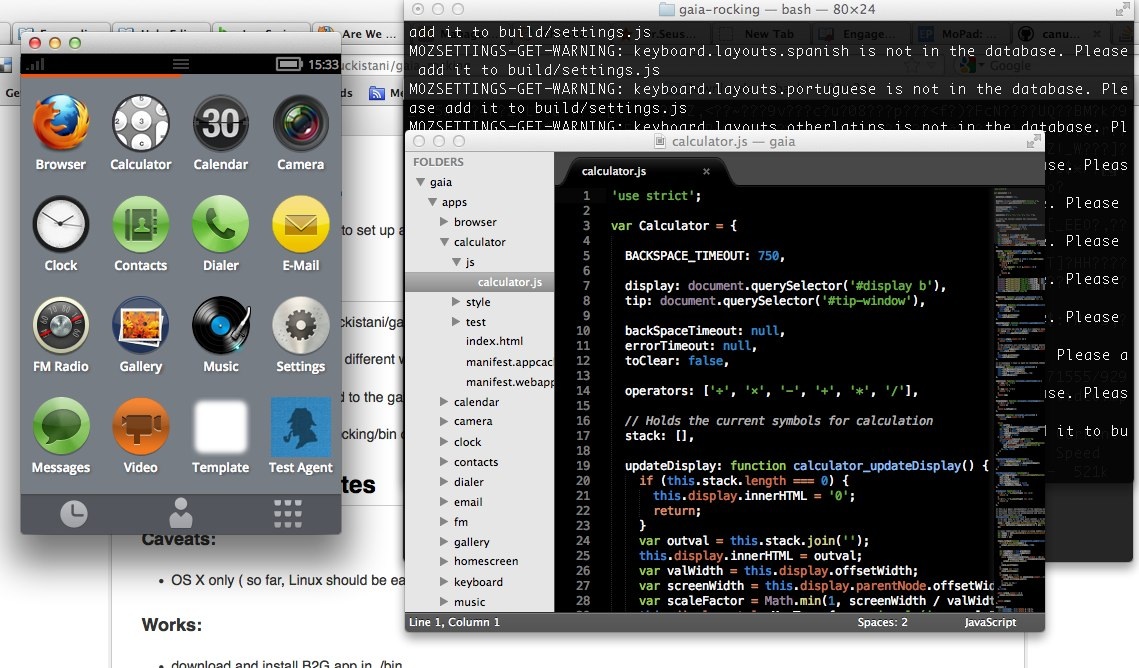 gaia-rocking — bash — 80×24
add it to build/settings.js
MOZSETTINGS-GET-WARNING: keyboard.layouts.spanish is not in the database. Please
add it to build/settings.js
MOZSETTINGS-GET-WARNING: keyboard.layouts.portuguese is not in the database. Ple
ase add it to build/settings.js
MOZSETTINGS-GET-WARNING: keyboard.layouts.otherlatins is not in the database. Pl
se. Pleas
Please
Please
Please
Please
Please a
se. Pleas
it to bu
Are We ...
New Tab
Engage...
MoPad:
canu...
Google
uckistani/ga
15:33
Browser
Calculator
30
Calendar
Camera
Clock
Contacts
Dialer
E-Mail
FM Radio
Gallery
Music
Settings
Messages
Video
Template
Test Agent
to set up a
ckistani/ga
different w
d to the ga
cking/bin
tes
Caveats:
• OS X only ( so far, Linux should be ea
Works:
• download and install B2G app in ./bin
calculator.js — gaia
FOLDERS
gaia
apps
browser
calculator
js
calculator.js
style
test
index.html
manifest.appcac
manifest.webapp
calendar
camera
clock
contacts
dialer
email
fm
gallery
homescreen
keyboard
music
calculator.js ×
1 'use strict';
2
3 var Calculator = {
4
5 BACKSPACE_TIMEOUT: 750,
6
7 display: document.querySelector('#display b'),
8 tip: document.querySelector('#tip-window'),
9
10 backSpaceTimeout: null,
11 errorTimeout: null,
12 toClear: false,
13
14 operators: ['÷', '×', '-', '+', '*', '/'],
15
16 // Holds the current symbols for calculation
17 stack: [],
18
19 updateDisplay: function calculator_updateDisplay() {
20 if (this.stack.length === 0) {
21 this.display.innerHTML = '0';
22 return;
23 }
24 var outval = this.stack.join('');
25 this.display.innerHTML = outval;
26 var valWidth = this.display.offsetWidth;
27 var screenWidth = this.display.parentNode.offsetWid
28 var scaleFactor = Math.min(1, screenWidth / valWidt
Line 1, Column 1
Spaces: 2
JavaScript